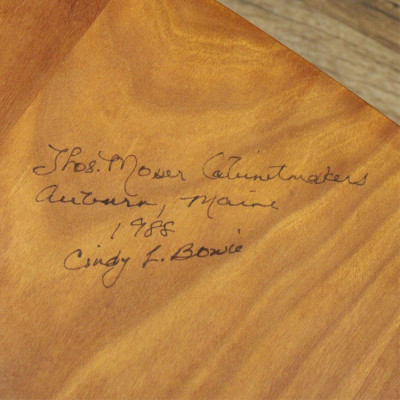 Thos. Moser Cabinetmakers
Auburn, Maine
1988
Cindy L. Bowie